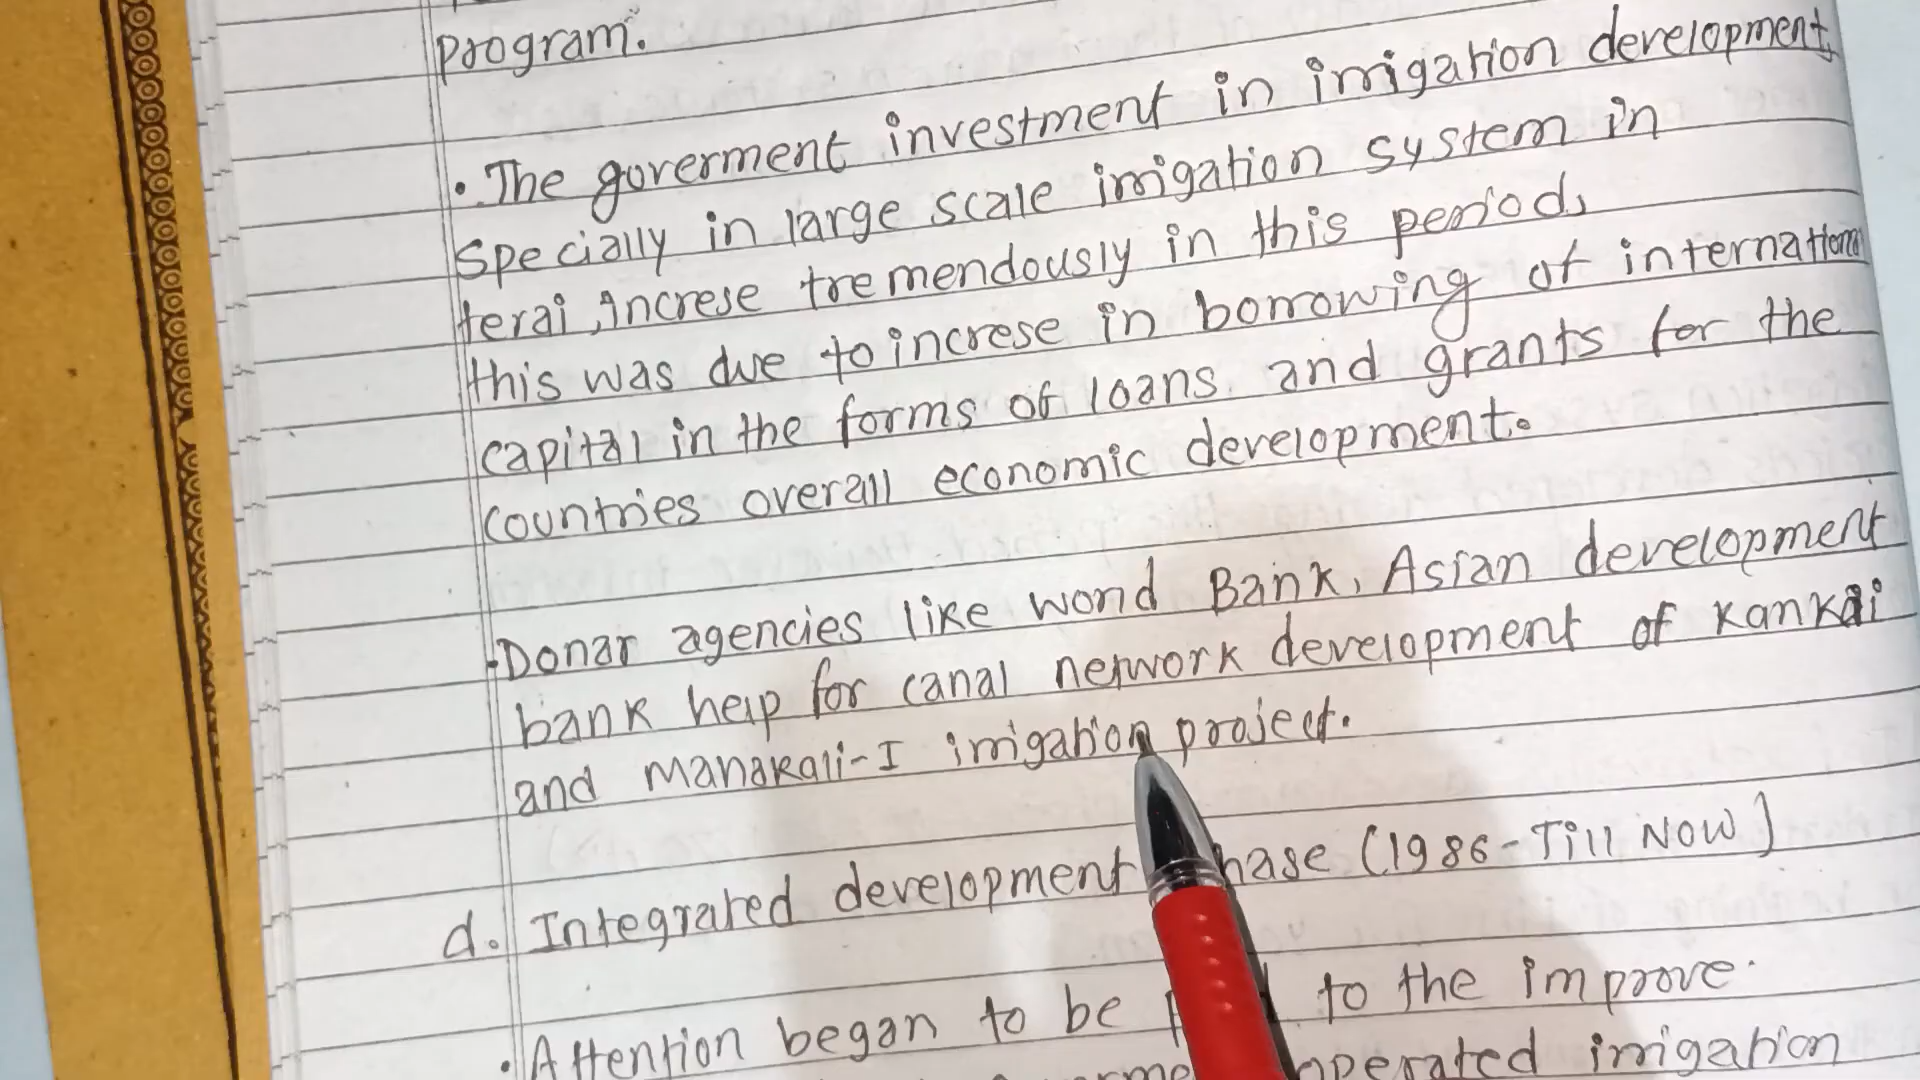 program.
• The goverment investment in irrigation development,
specially in large scale irrigation system in
terai, increse tremendously in this period,
this was due to increse in borrowing of international
capital in the forms of loans and grants for the
countries overall economic development.
• Donar agencies like world Bank, Asian development
bank help for canal network development of Kankai
and Mahakali-I irrigation project.
d. Integrated development phase (1986-Till Now)
• Attention began to be to the improve
operated irrigation